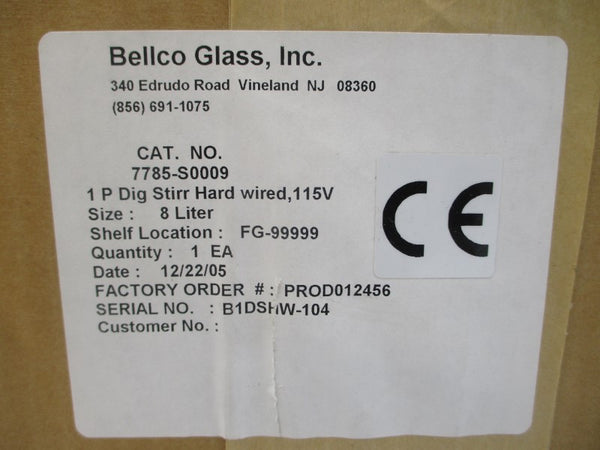 Bellco Glass, Inc.
340 Edrudo Road Vineland NJ 08360
(856) 691-1075
CAT. NO.
7785-S0009
1 P Dig Stirr Hard wired,115V
Size : 8 Liter
Shelf Location : FG-99999
Quantity : 1 EA
Date : 12/22/05
FACTORY ORDER # : PROD012456
SERIAL NO. : B1DSHW-104
Customer No. :
CE